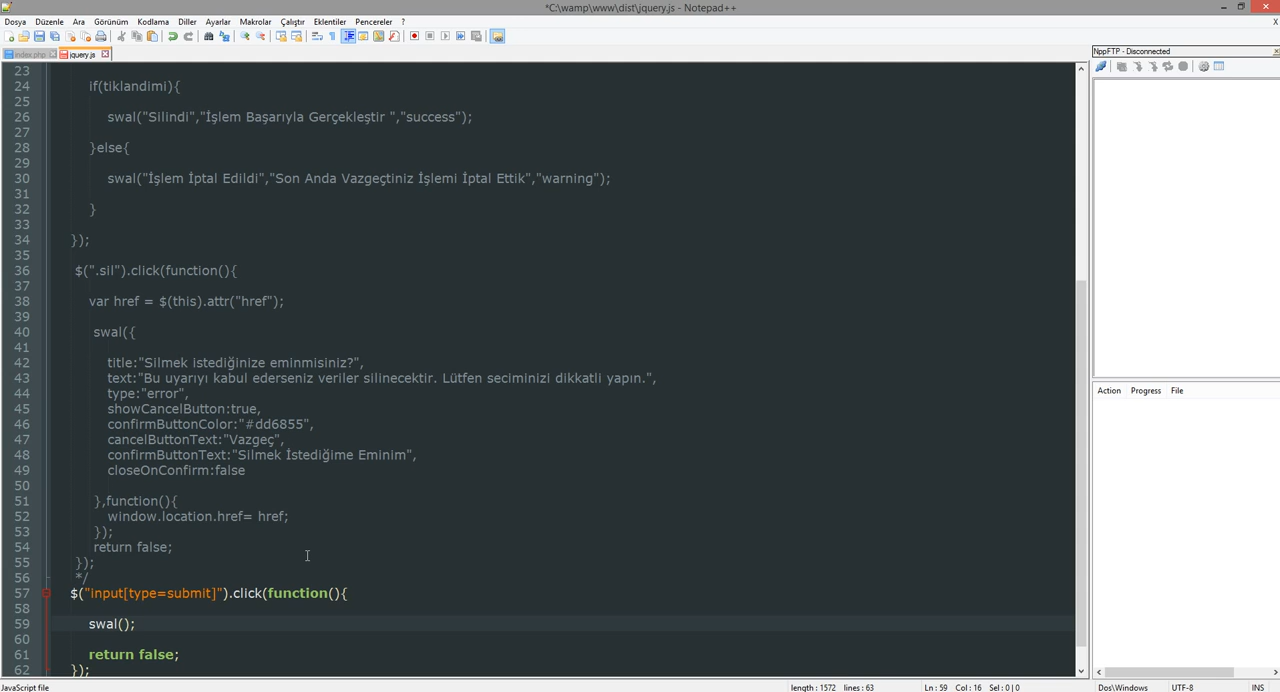 *C:\wamp\www\dist\jquery.js - Notepad++
Dosya Düzenle Ara Görünüm Kodlama Diller Ayarlar Makrolar Çalıştır Eklentiler Pencereler ? X
index.php jquery.js
NppFTP - Disconnected
23
24 if(tiklandimi){
25
26 swal("Silindi","İşlem Başarıyla Gerçekleştir ","success");
27
28 }else{
29
30 swal("İşlem İptal Edildi","Son Anda Vazgeçtiniz İşlemi İptal Ettik","warning");
31
32 }
33
34 });
35
36 $(".sil").click(function(){
37
38 var href = $(this).attr("href");
39
40 swal({
41
42 title:"Silmek istediğinize eminmisiniz?",
43 text:"Bu uyarıyı kabul ederseniz veriler silinecektir. Lütfen seciminizi dikkatli yapın.",
44 type:"error",
45 showCancelButton:true,
46 confirmButtonColor:"#dd6855",
47 cancelButtonText:"Vazgeç",
48 confirmButtonText:"Silmek İstediğime Eminim",
49 closeOnConfirm:false
50
51 },function(){
52 window.location.href= href;
53 });
54 return false;
55 });
56 */
57 $("input[type=submit]").click(function(){
58
59 swal();
60
61 return false;
62 });
Action Progress File
JavaScript file length : 1572 lines : 63 Ln : 59 Col : 16 Sel : 0 | 0 Dos\Windows UTF-8 INS